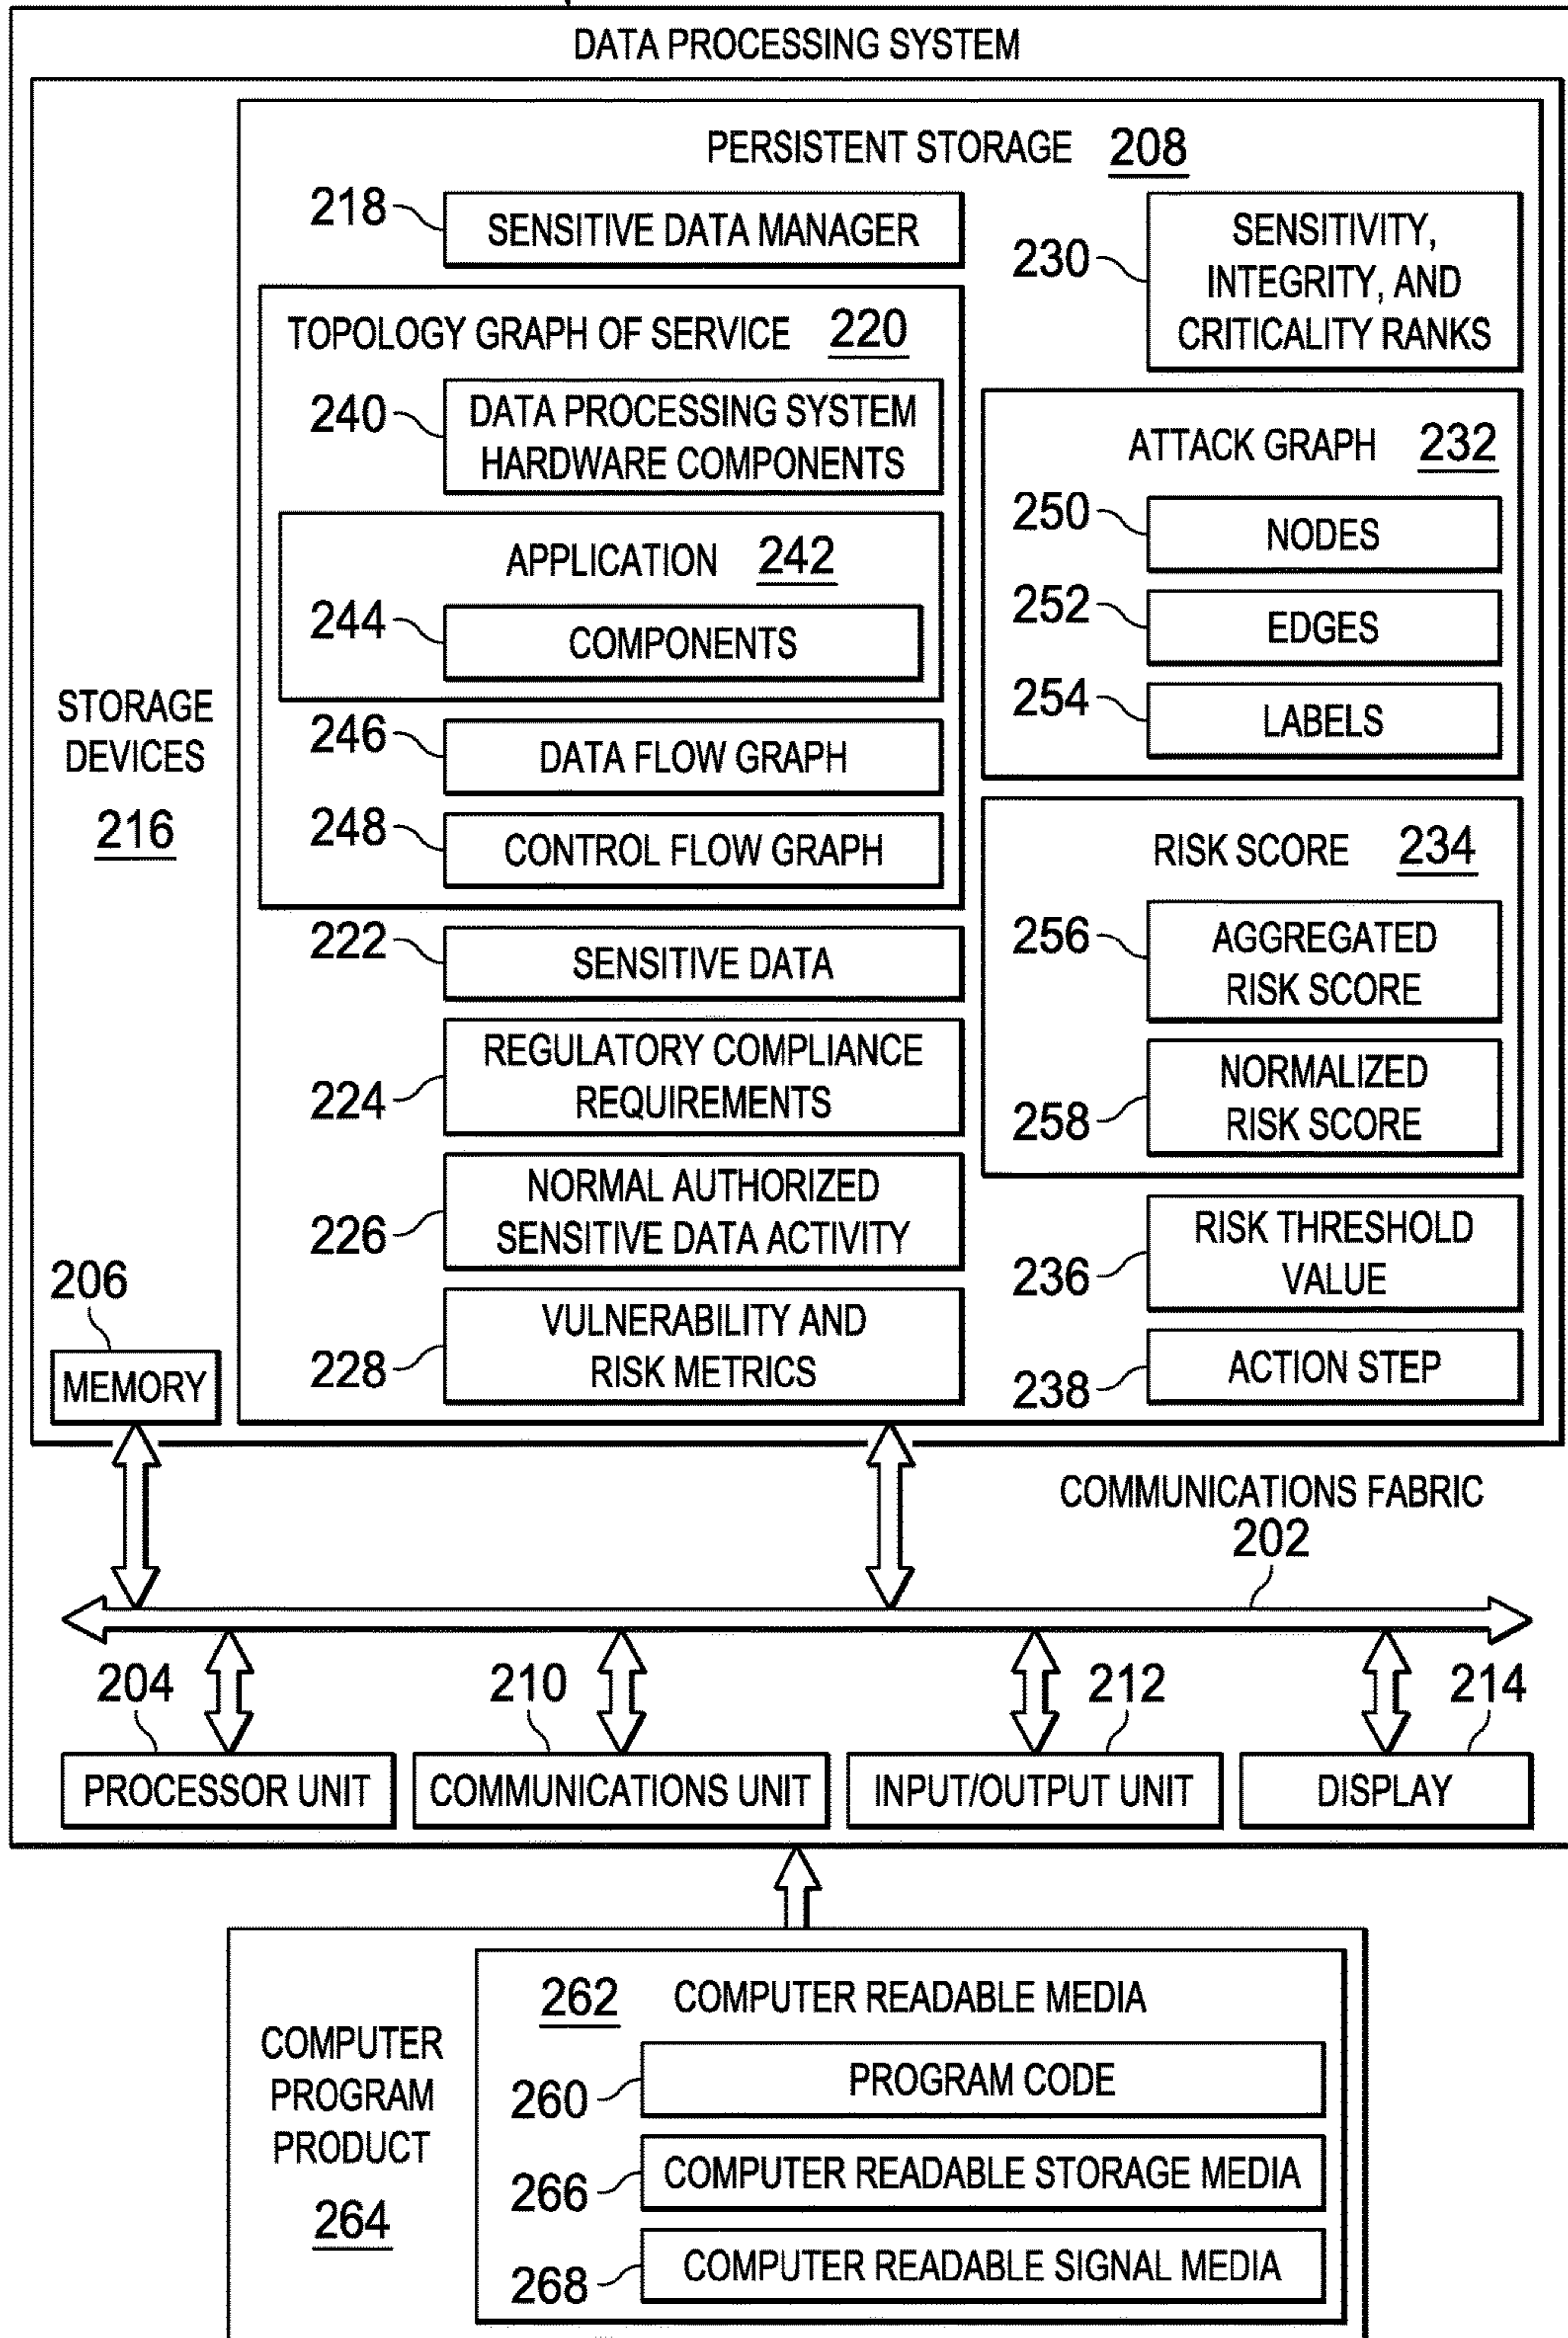 DATA PROCESSING SYSTEM
PERSISTENT STORAGE 208
218
SENSITIVE DATA MANAGER
TOPOLOGY GRAPH OF SERVICE 220
240
DATA PROCESSING SYSTEM
HARDWARE COMPONENTS
APPLICATION 242
244
COMPONENTS
246
DATA FLOW GRAPH
248
CONTROL FLOW GRAPH
222
SENSITIVE DATA
224
REGULATORY COMPLIANCE
REQUIREMENTS
226
NORMAL AUTHORIZED
SENSITIVE DATA ACTIVITY
228
VULNERABILITY AND
RISK METRICS
230
SENSITIVITY,
INTEGRITY, AND
CRITICALITY RANKS
ATTACK GRAPH 232
250
NODES
252
EDGES
254
LABELS
RISK SCORE 234
256
AGGREGATED
RISK SCORE
258
NORMALIZED
RISK SCORE
236
RISK THRESHOLD
VALUE
238
ACTION STEP
STORAGE
DEVICES
216
206
MEMORY
COMMUNICATIONS FABRIC
202
204
PROCESSOR UNIT
210
COMMUNICATIONS UNIT
212
INPUT/OUTPUT UNIT
214
DISPLAY
COMPUTER
PROGRAM
PRODUCT
264
262 COMPUTER READABLE MEDIA
260
PROGRAM CODE
266
COMPUTER READABLE STORAGE MEDIA
268
COMPUTER READABLE SIGNAL MEDIA